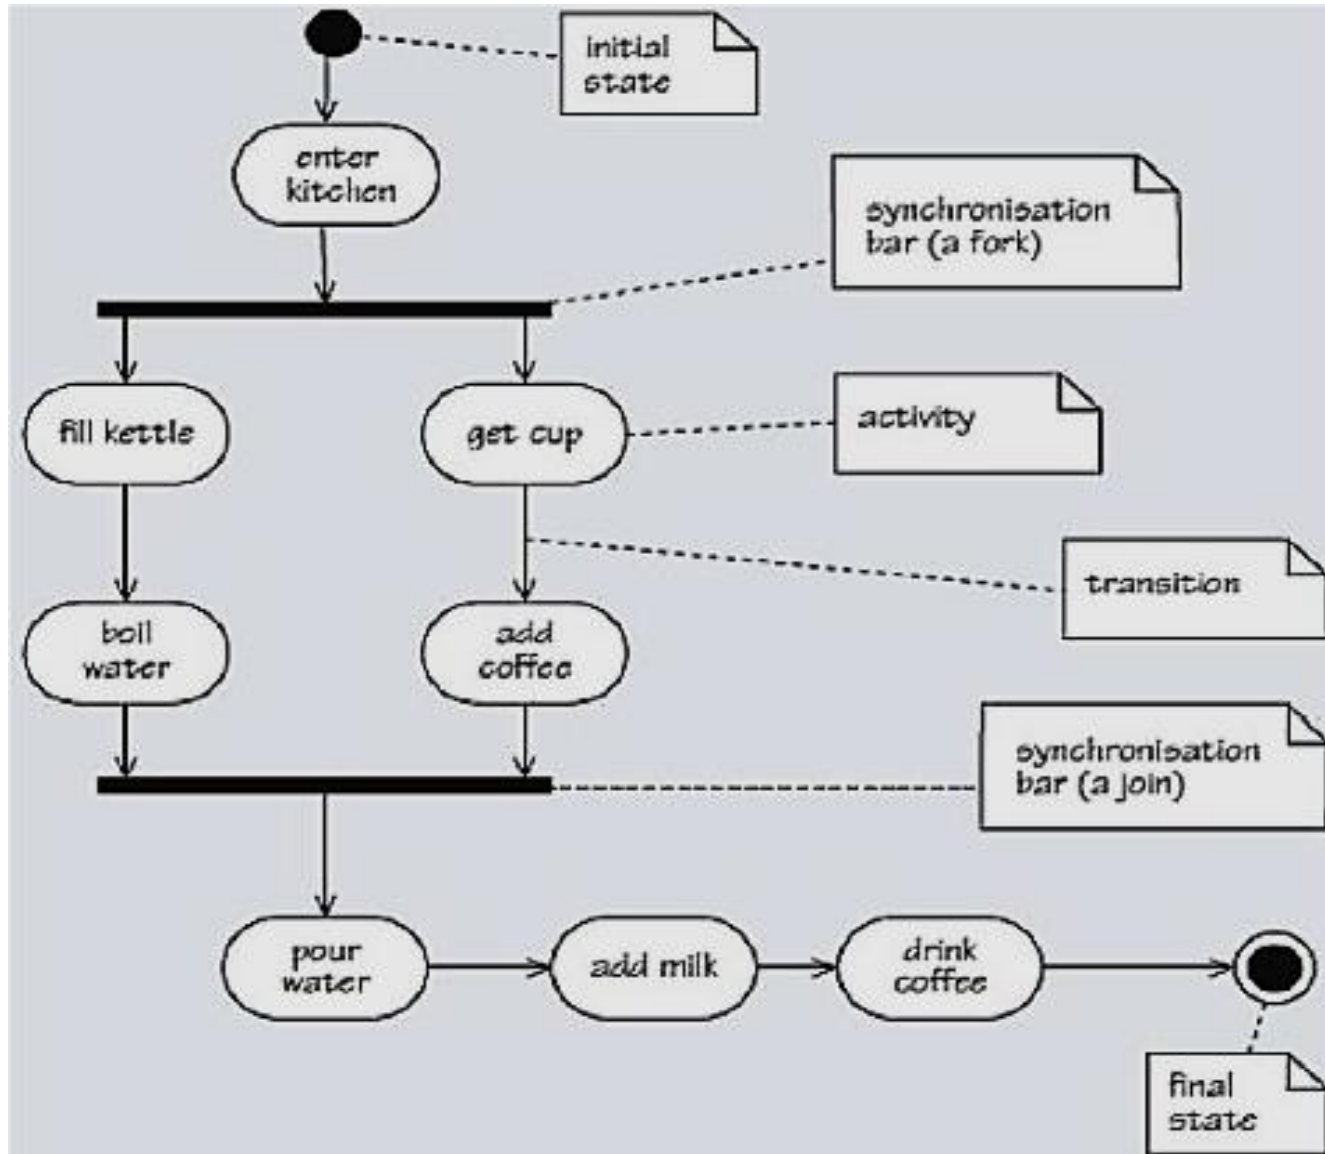 initial
state
enter
kitchen
synchronisation
bar (a fork)
fill kettle
get cup
activity
transition
boil
water
add
coffee
synchronisation
bar (a join)
pour
water
add milk
drink
coffee
final
state